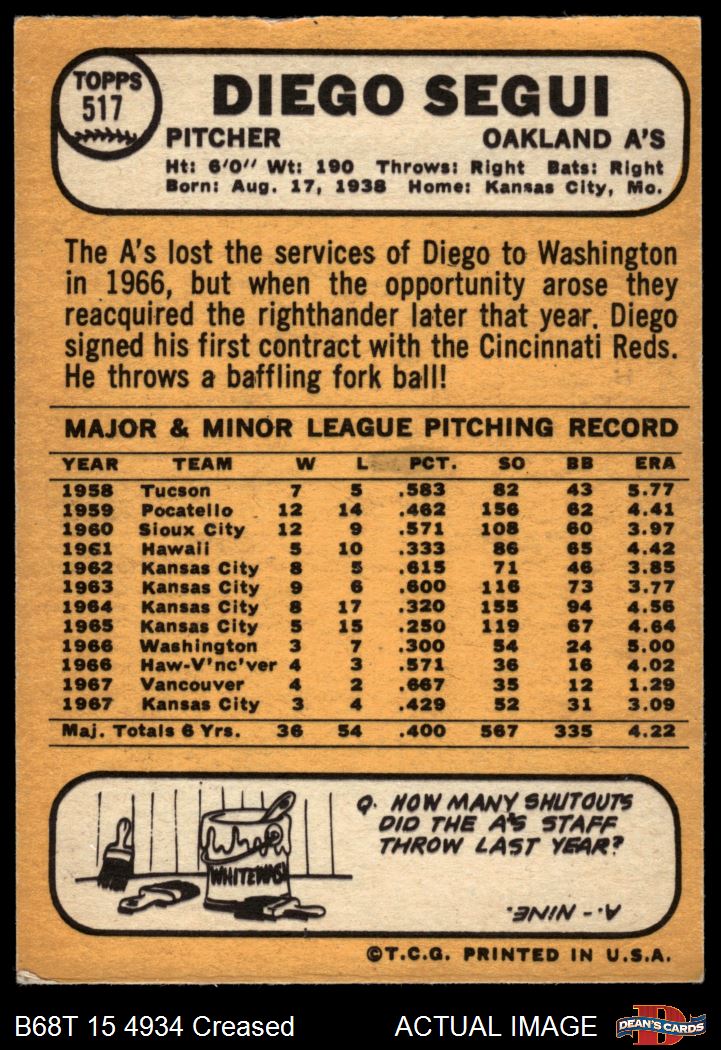 TOPPS
517
DIEGO SEGUI
PITCHER OAKLAND A'S
Ht: 6'0" Wt: 190 Throws: Right Bats: Right
Born: Aug. 17, 1938 Home: Kansas City, Mo.
The A's lost the services of Diego to Washington
in 1966, but when the opportunity arose they
reacquired the righthander later that year. Diego
signed his first contract with the Cincinnati Reds.
He throws a baffling fork ball!
MAJOR & MINOR LEAGUE PITCHING RECORD
YEAR TEAM W L PCT. SO BB ERA
1958 Tucson 7 5 .583 82 43 5.77
1959 Pocatello 12 14 .462 156 62 4.41
1960 Sioux City 12 9 .571 108 60 3.97
1961 Hawaii 5 10 .333 86 65 4.42
1962 Kansas City 8 5 .615 71 46 3.85
1963 Kansas City 9 6 .600 116 73 3.77
1964 Kansas City 8 17 .320 155 94 4.56
1965 Kansas City 5 15 .250 119 67 4.64
1966 Washington 3 7 .300 54 24 5.00
1966 Haw-V'nc'ver 4 3 .571 36 16 4.02
1967 Vancouver 4 2 .667 35 12 1.29
1967 Kansas City 3 4 .429 52 31 3.09
Maj. Totals 6 Yrs. 36 54 .400 567 335 4.22
WHITEWASH
Q. HOW MANY SHUTOUTS
DID THE A'S STAFF
THROW LAST YEAR?
A.- NINE.
©T.C.G. PRINTED IN U.S.A.
B68T 15 4934 Creased ACTUAL IMAGE
D
DEAN'S CARDS